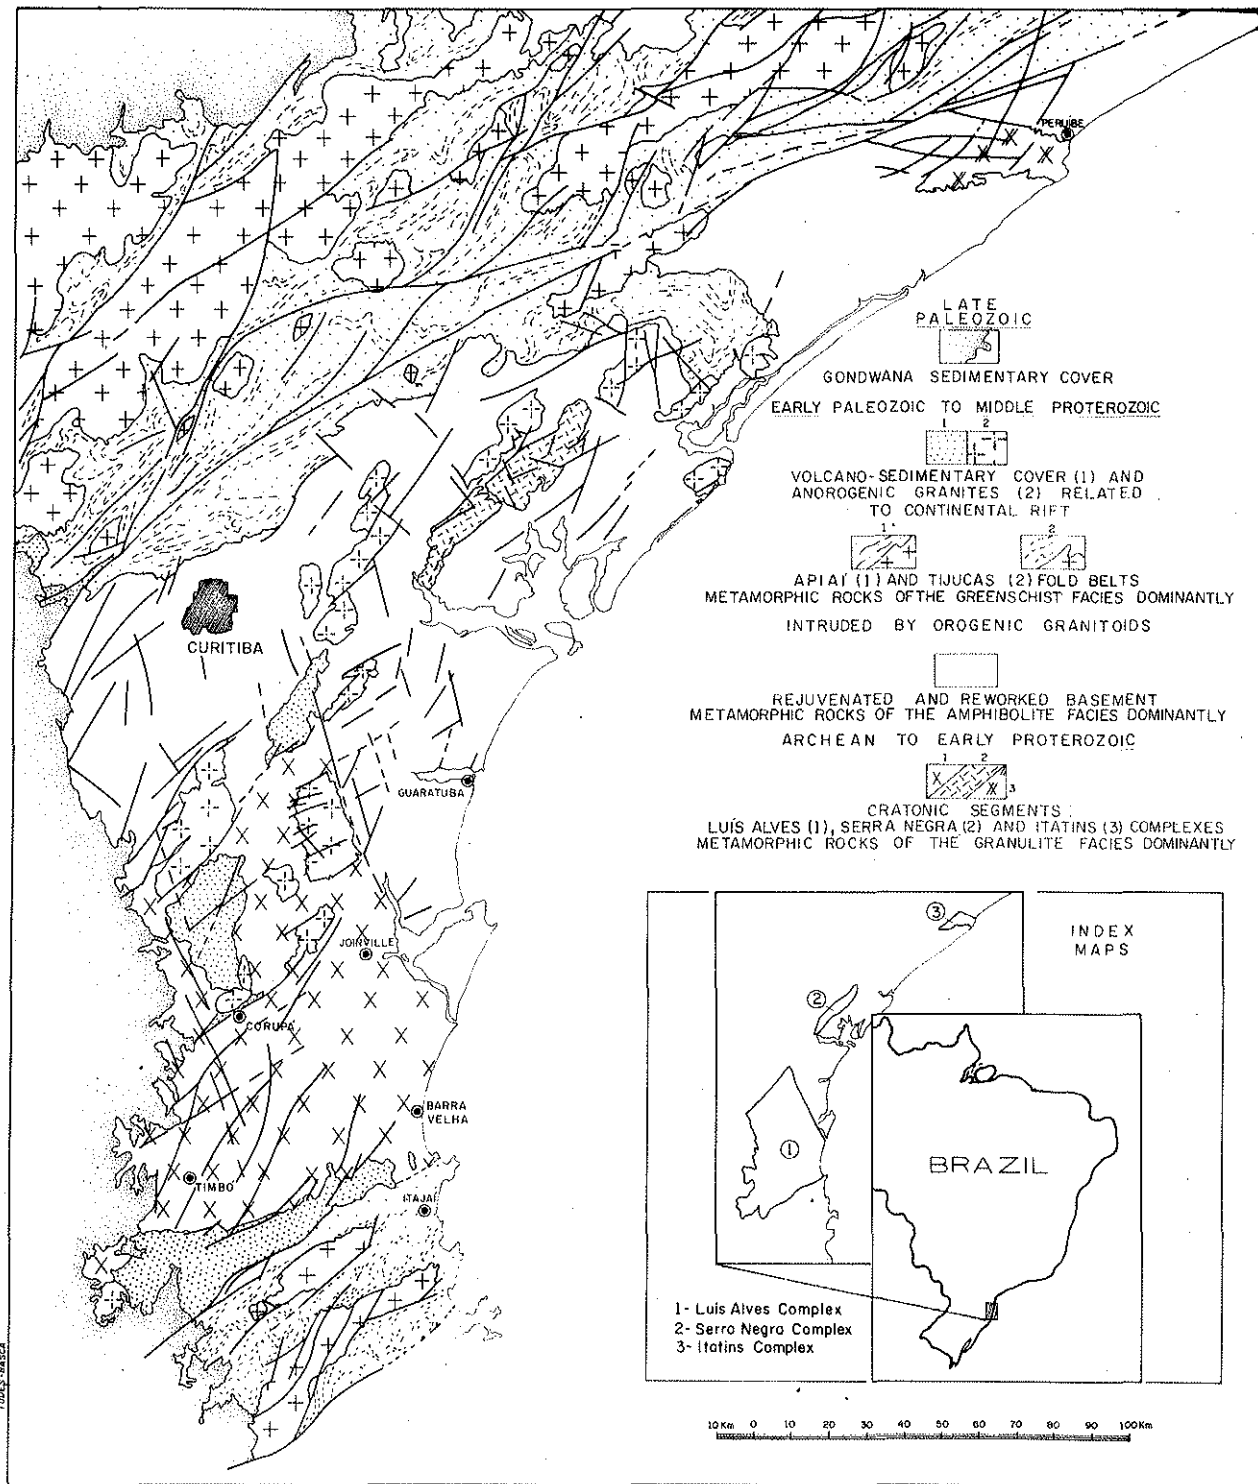 PERUIBE
LATE
PALEOZOIC
GONDWANA SEDIMENTARY COVER
EARLY PALEOZOIC TO MIDDLE PROTEROZOIC
1 2
VOLCANO-SEDIMENTARY COVER (1) AND
ANOROGENIC GRANITES (2) RELATED
TO CONTINENTAL RIFT
1 2
APIAÍ (1) AND TIJUCAS (2) FOLD BELTS
METAMORPHIC ROCKS OF THE GREENSCHIST FACIES DOMINANTLY
INTRUDED BY OROGENIC GRANITOIDS
REJUVENATED AND REWORKED BASEMENT
METAMORPHIC ROCKS OF THE AMPHIBOLITE FACIES DOMINANTLY
ARCHEAN TO EARLY PROTEROZOIC
1 2
3
CRATONIC SEGMENTS:
LUÍS ALVES (1), SERRA NEGRA (2) AND ITATINS (3) COMPLEXES
METAMORPHIC ROCKS OF THE GRANULITE FACIES DOMINANTLY
CURITIBA
GUARATUBA
JOINVILLE
CORUPA
BARRA
VELHA
TIMBO
ITAJAÍ
INDEX
MAPS
3
2
1
BRAZIL
1- Luis Alves Complex
2- Serra Negra Complex
3- Itatins Complex
10 Km 0 10 20 30 40 50 60 70 80 90 100 Km